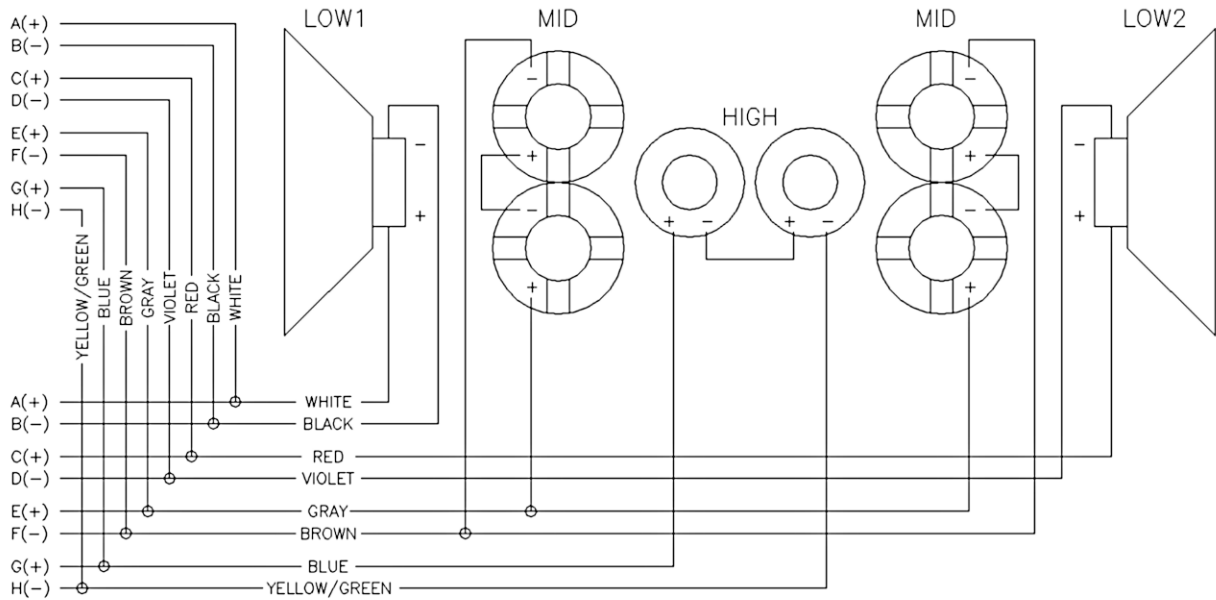 LOW1 MID MID LOW2
HIGH
A(+)
B(−)
C(+)
D(−)
E(+)
F(−)
G(+)
H(−)
− + − + − + − +
− + − +
+ − + −
YELLOW/GREEN
BLUE
BROWN
GRAY
VIOLET
RED
BLACK
WHITE
A(+) WHITE
B(−) BLACK
C(+) RED
D(−) VIOLET
E(+) GRAY
F(−) BROWN
G(+) BLUE
H(−) YELLOW/GREEN